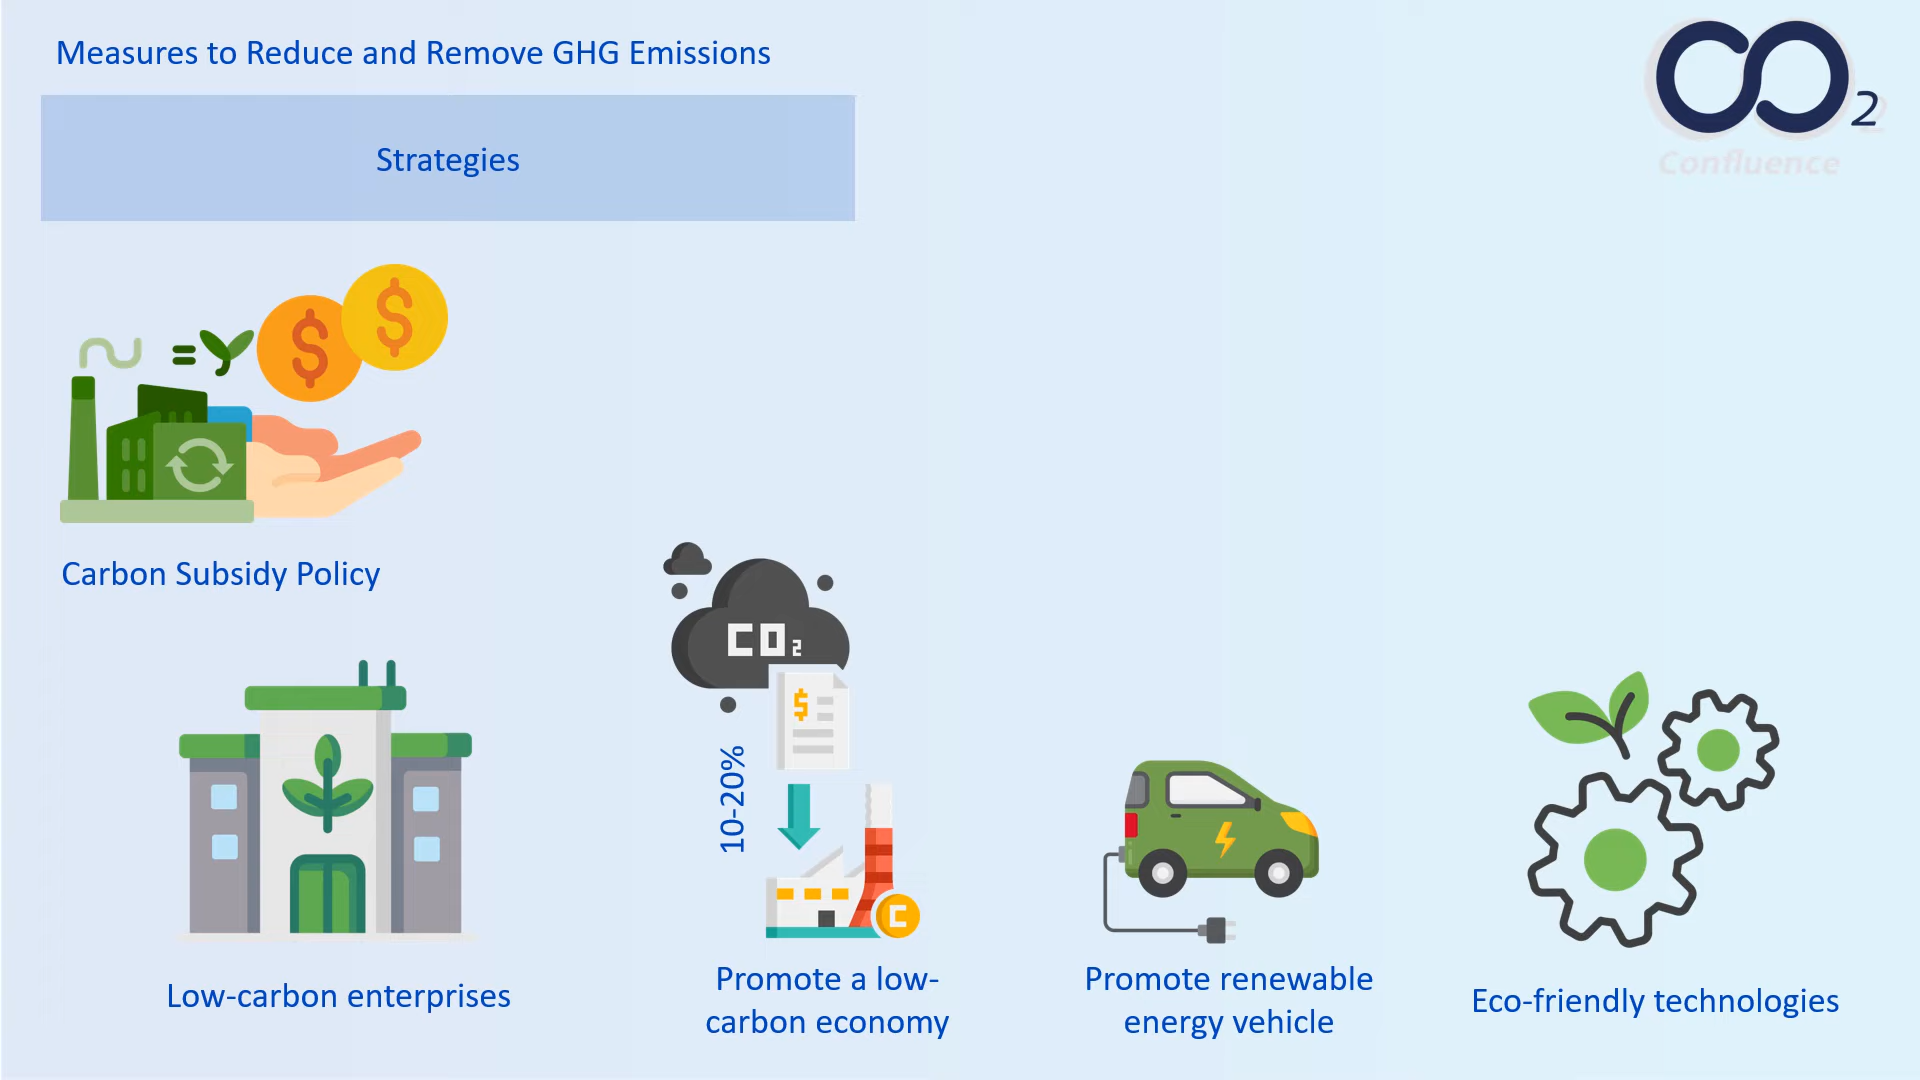 Measures to Reduce and Remove GHG Emissions
Strategies
CO2
Confluence
= $ $
Carbon Subsidy Policy
CO2
$
10-20%
C
Low-carbon enterprises
Promote a low-
carbon economy
Promote renewable
energy vehicle
Eco-friendly technologies